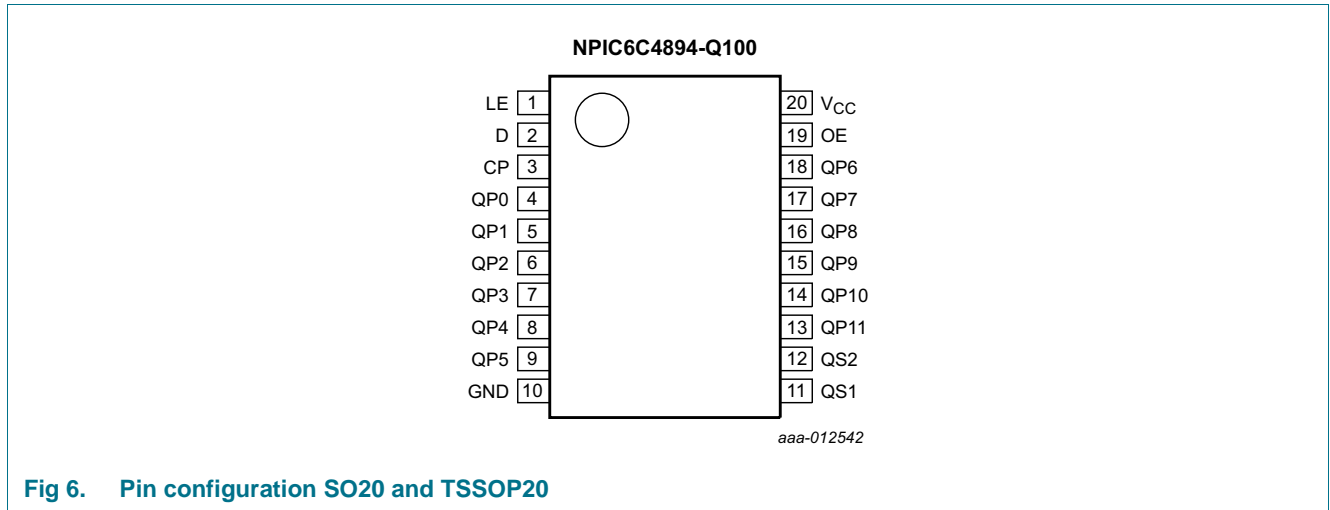 NPIC6C4894-Q100
LE 1 20 VCC
D 2 19 OE
CP 3 18 QP6
QP0 4 17 QP7
QP1 5 16 QP8
QP2 6 15 QP9
QP3 7 14 QP10
QP4 8 13 QP11
QP5 9 12 QS2
GND 10 11 QS1
aaa-012542
Fig 6. Pin configuration SO20 and TSSOP20